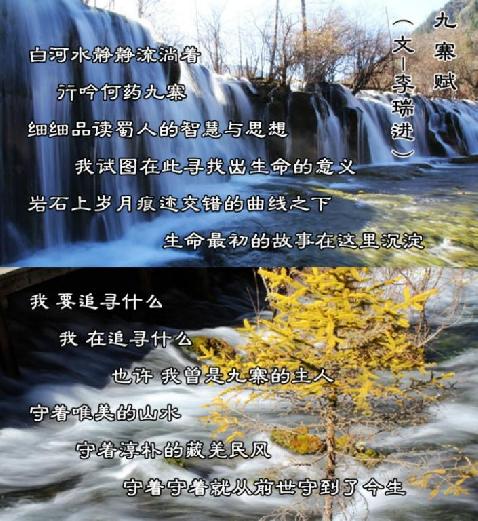 九寨赋
（文—李瑞进）
白河水静静流淌着
行吟何药九寨
细细品读蜀人的智慧与思想
我试图在此寻找出生命的意义
岩石上岁月痕迹交错的曲线之下
生命最初的故事在这里沉淀
我 要追寻什么
我 在追寻什么
也许 我曾是九寨的主人
守着唯美的山水
守着淳朴的藏羌民风
守着守着就从前世守到了今生